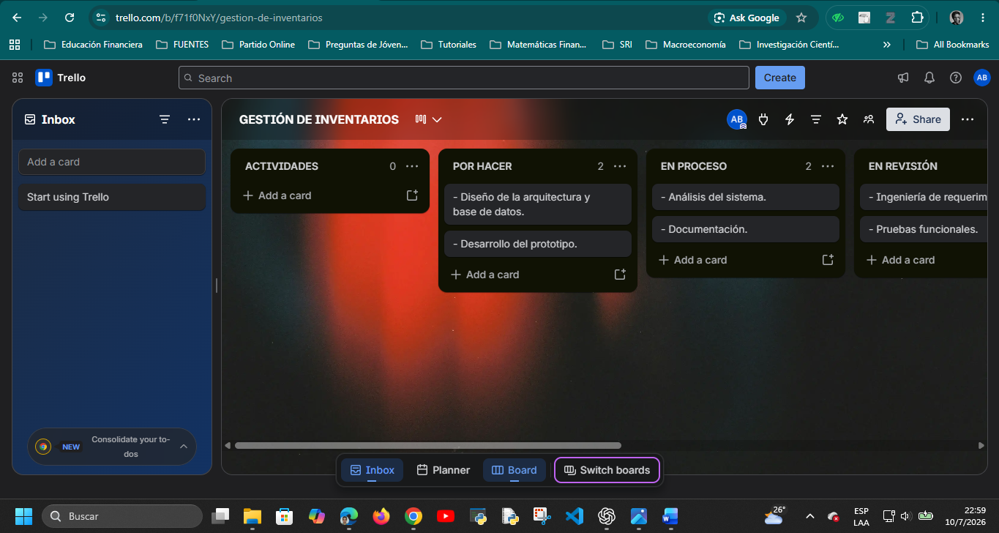 trello.com/b/f71f0NxY/gestion-de-inventarios
Ask Google
Educación Financiera
FUENTES
Partido Online
Preguntas de Jóven...
Tutoriales
Matemáticas Finan...
SRI
Macroeconomía
Investigación Cientí...
All Bookmarks
Trello
Search
Create
AB
Inbox
Add a card
Start using Trello
NEW
Consolidate your to-
dos
GESTIÓN DE INVENTARIOS
AB
Share
ACTIVIDADES
0
Add a card
POR HACER
2
- Diseño de la arquitectura y
base de datos.
- Desarrollo del prototipo.
Add a card
EN PROCESO
2
- Análisis del sistema.
- Documentación.
Add a card
EN REVISIÓN
- Ingeniería de requerim
- Pruebas funcionales.
Add a card
Inbox
Planner
Board
Switch boards
Buscar
26°
ESP
LAA
22:59
10/7/2026